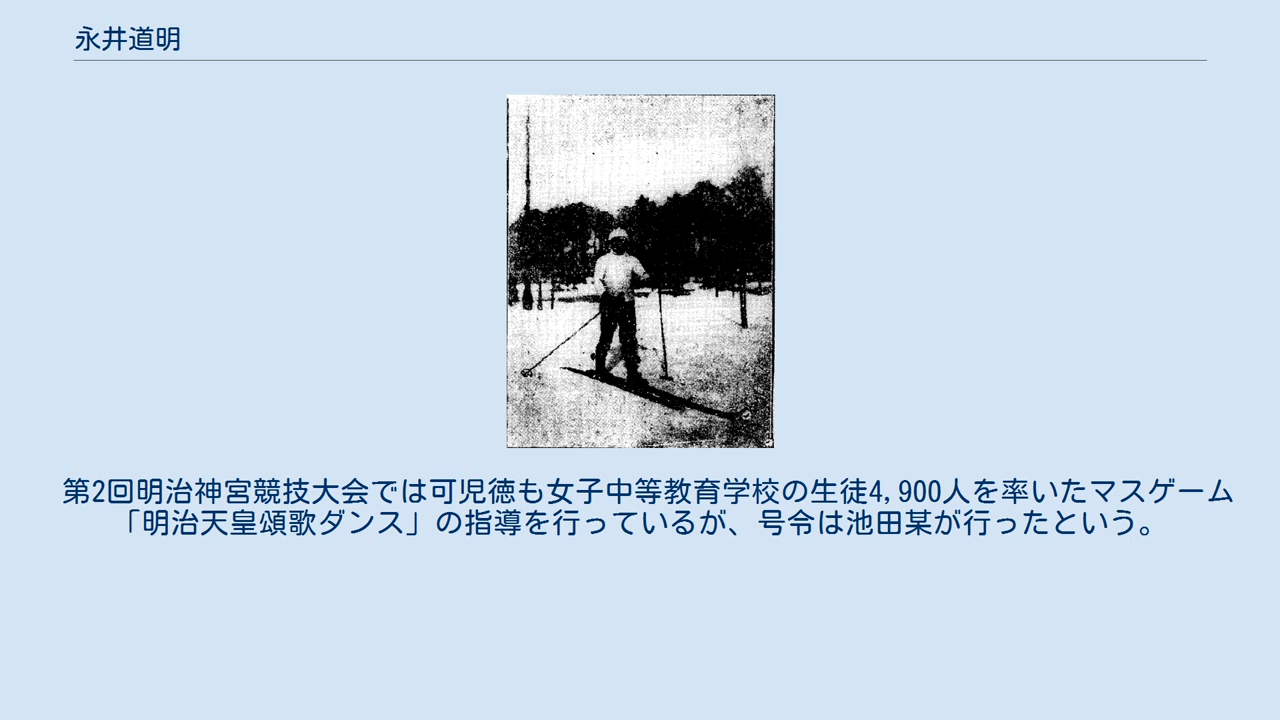 永井道明
第2回明治神宮競技大会では可児徳も女子中等教育学校の生徒4,900人を率いたマスゲーム
「明治天皇頌歌ダンス」の指導を行っているが、号令は池田某が行ったという。